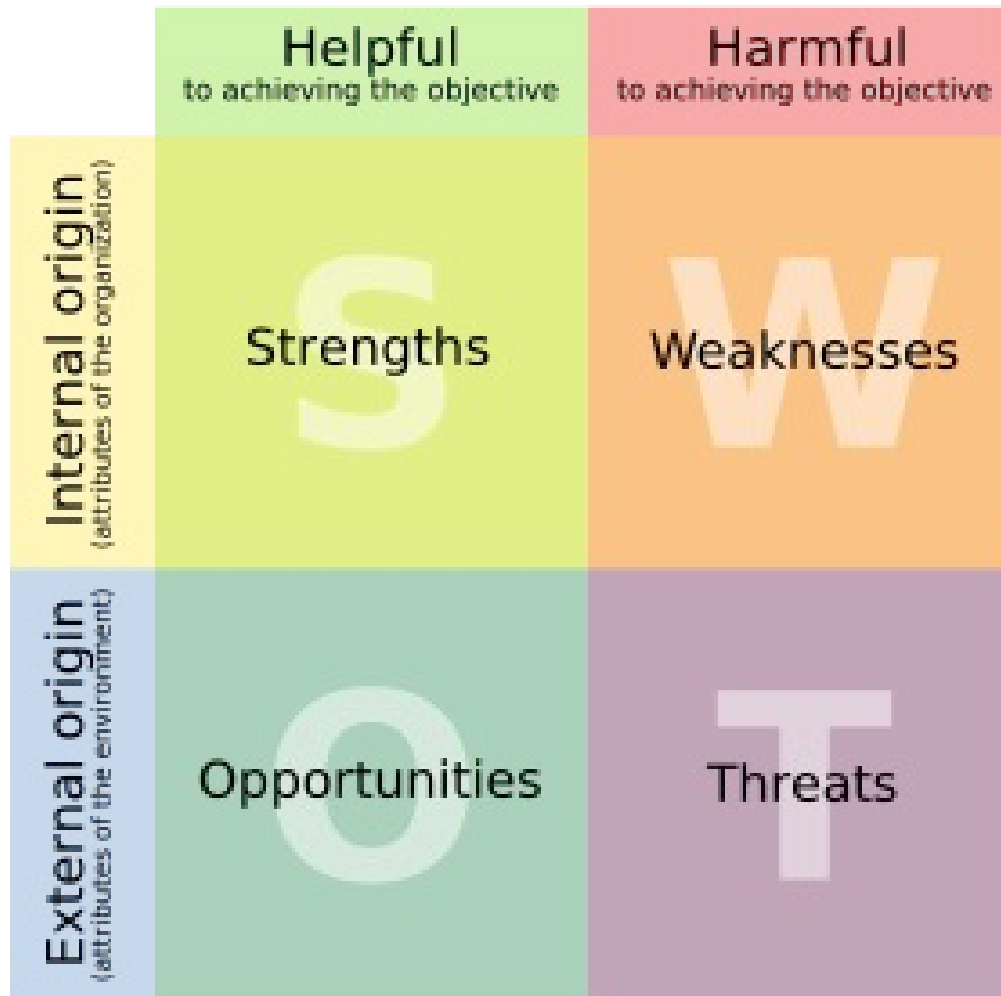 Helpful
to achieving the objective
Harmful
to achieving the objective
Internal origin
(attributes of the organization)
S
Strengths
W
Weaknesses
External origin
(attributes of the environment)
O
Opportunities
T
Threats